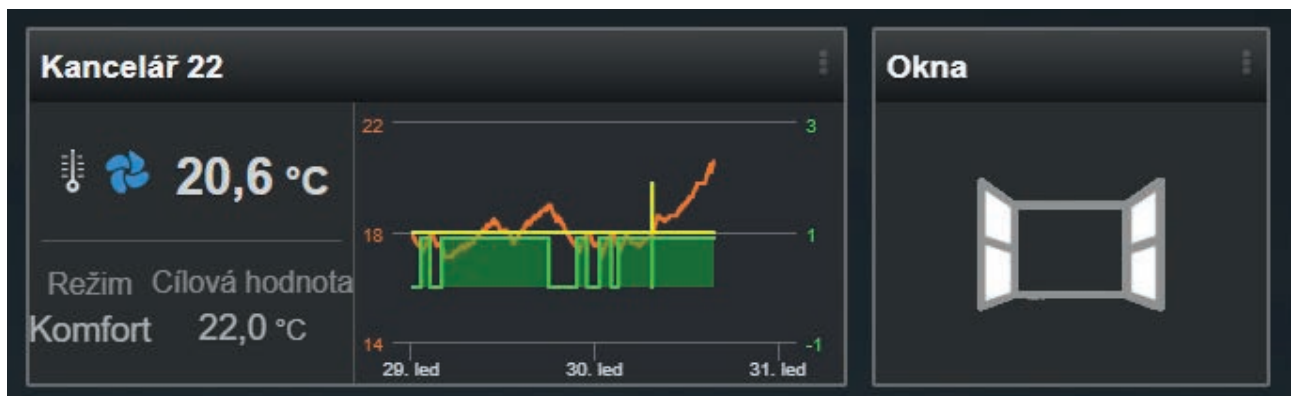 Kancelář 22
20,6 °C
Režim Cílová hodnota
Komfort 22,0 °C
22 3
18 1
14 -1
29. led 30. led 31. led
Okna